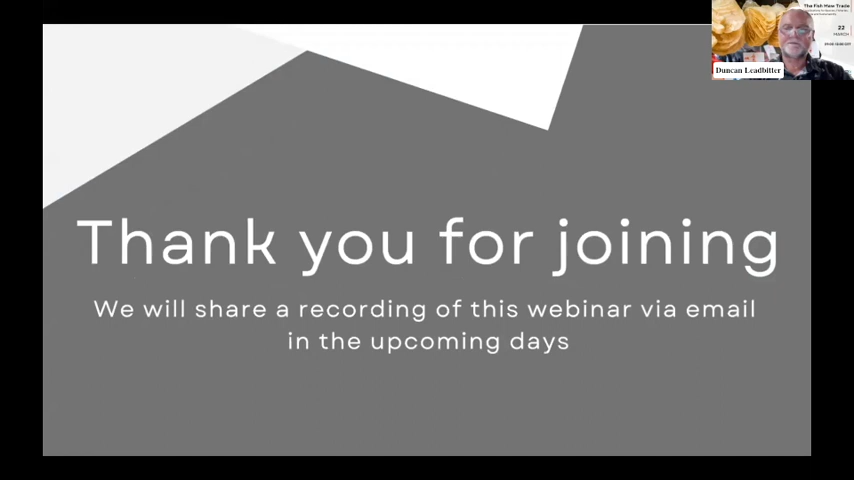 The Fish Maw Trade
22
MARCH
Duncan Leadbitter
Thank you for joining
We will share a recording of this webinar via email
in the upcoming days